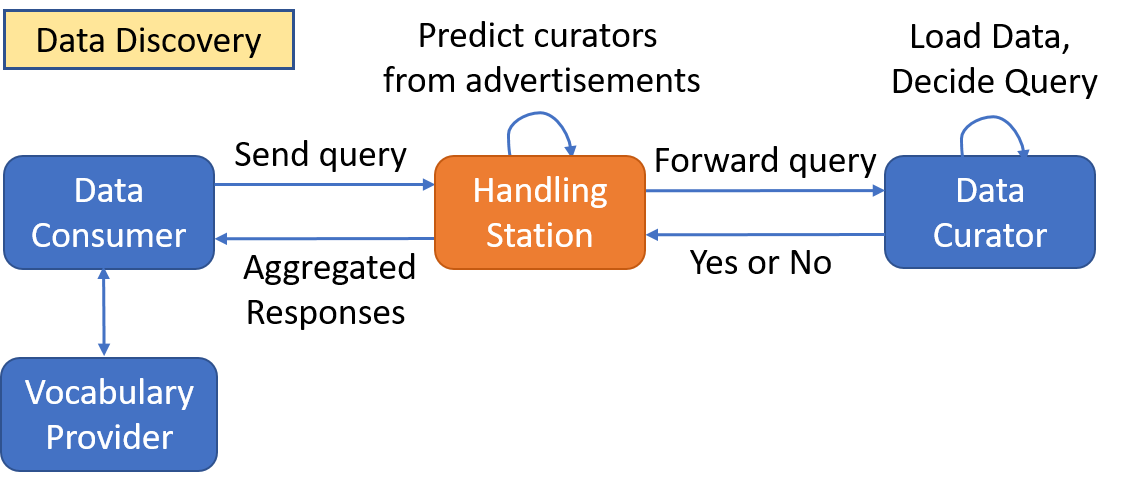 Data Discovery
Predict curators
from advertisements
Load Data,
Decide Query
Send query
Forward query
Data
Consumer
Handling
Station
Data
Curator
Aggregated
Responses
Yes or No
Vocabulary
Provider